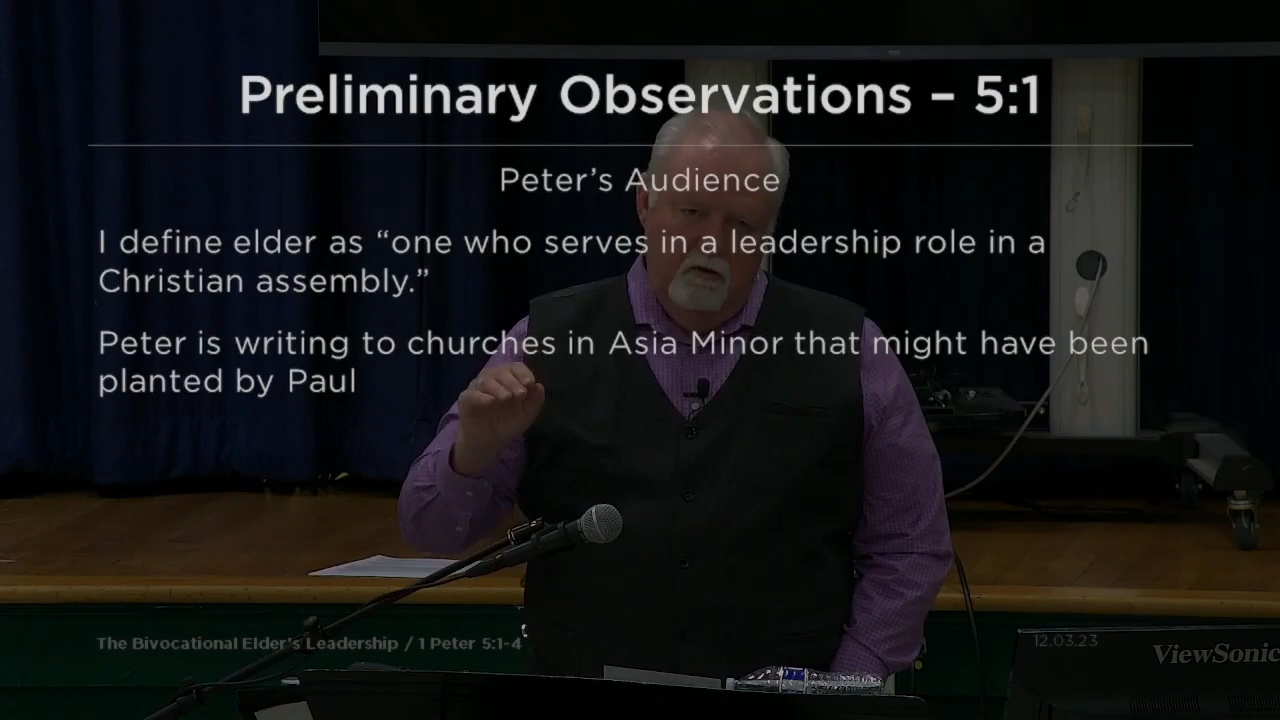 Preliminary Observations – 5:1
Peter’s Audience
I define elder as “one who serves in a leadership role in a
Christian assembly.”
Peter is writing to churches in Asia Minor that might have been
planted by Paul
The Bivocational Elder's Leadership / 1 Peter 5:1-4
12.03.23
ViewSonic